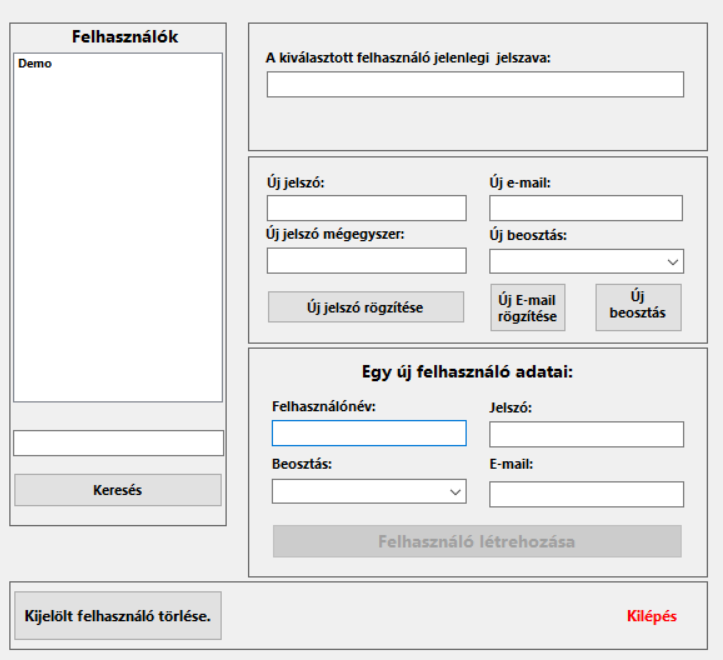 Felhasználók
Demo
Keresés
A kiválasztott felhasználó jelenlegi jelszava:
Új jelszó:
Új e-mail:
Új jelszó mégegyszer:
Új beosztás:
Új jelszó rögzítése
Új E-mail
rögzítése
Új
beosztás
Egy új felhasználó adatai:
Felhasználónév:
Jelszó:
Beosztás:
E-mail:
Felhasználó létrehozása
Kijelölt felhasználó törlése.
Kilépés